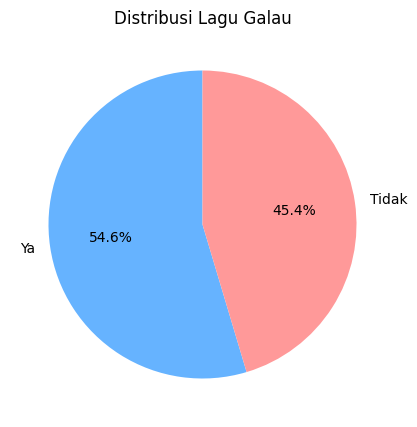 Distribusi Lagu Galau
Tidak
45.4%
54.6%
Ya